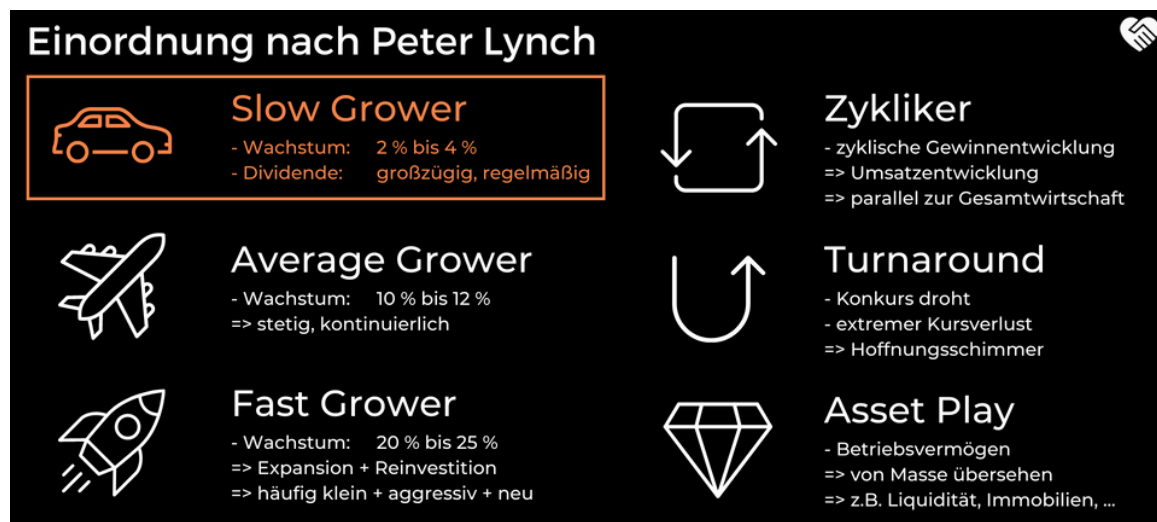 Einordnung nach Peter Lynch
Slow Grower
- Wachstum: 2 % bis 4 %
- Dividende: großzügig, regelmäßig
Average Grower
- Wachstum: 10 % bis 12 %
=> stetig, kontinuierlich
Fast Grower
- Wachstum: 20 % bis 25 %
=> Expansion + Reinvestition
=> häufig klein + aggressiv + neu
Zykliker
- zyklische Gewinnentwicklung
=> Umsatzentwicklung
=> parallel zur Gesamtwirtschaft
Turnaround
- Konkurs droht
- extremer Kursverlust
=> Hoffnungsschimmer
Asset Play
- Betriebsvermögen
=> von Masse übersehen
=> z.B. Liquidität, Immobilien, ...